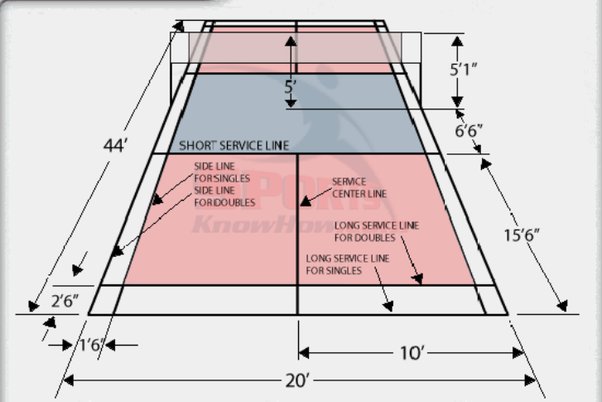 5'
5'1"
6'6"
44'
SHORT SERVICE LINE
SIDE LINE
FOR SINGLES
SIDE LINE
FOR DOUBLES
SERVICE
CENTER LINE
SPORTS
KnowHow
LONG SERVICE LINE
FOR DOUBLES
LONG SERVICE LINE
FOR SINGLES
15'6"
2'6"
1'6"
10'
20'